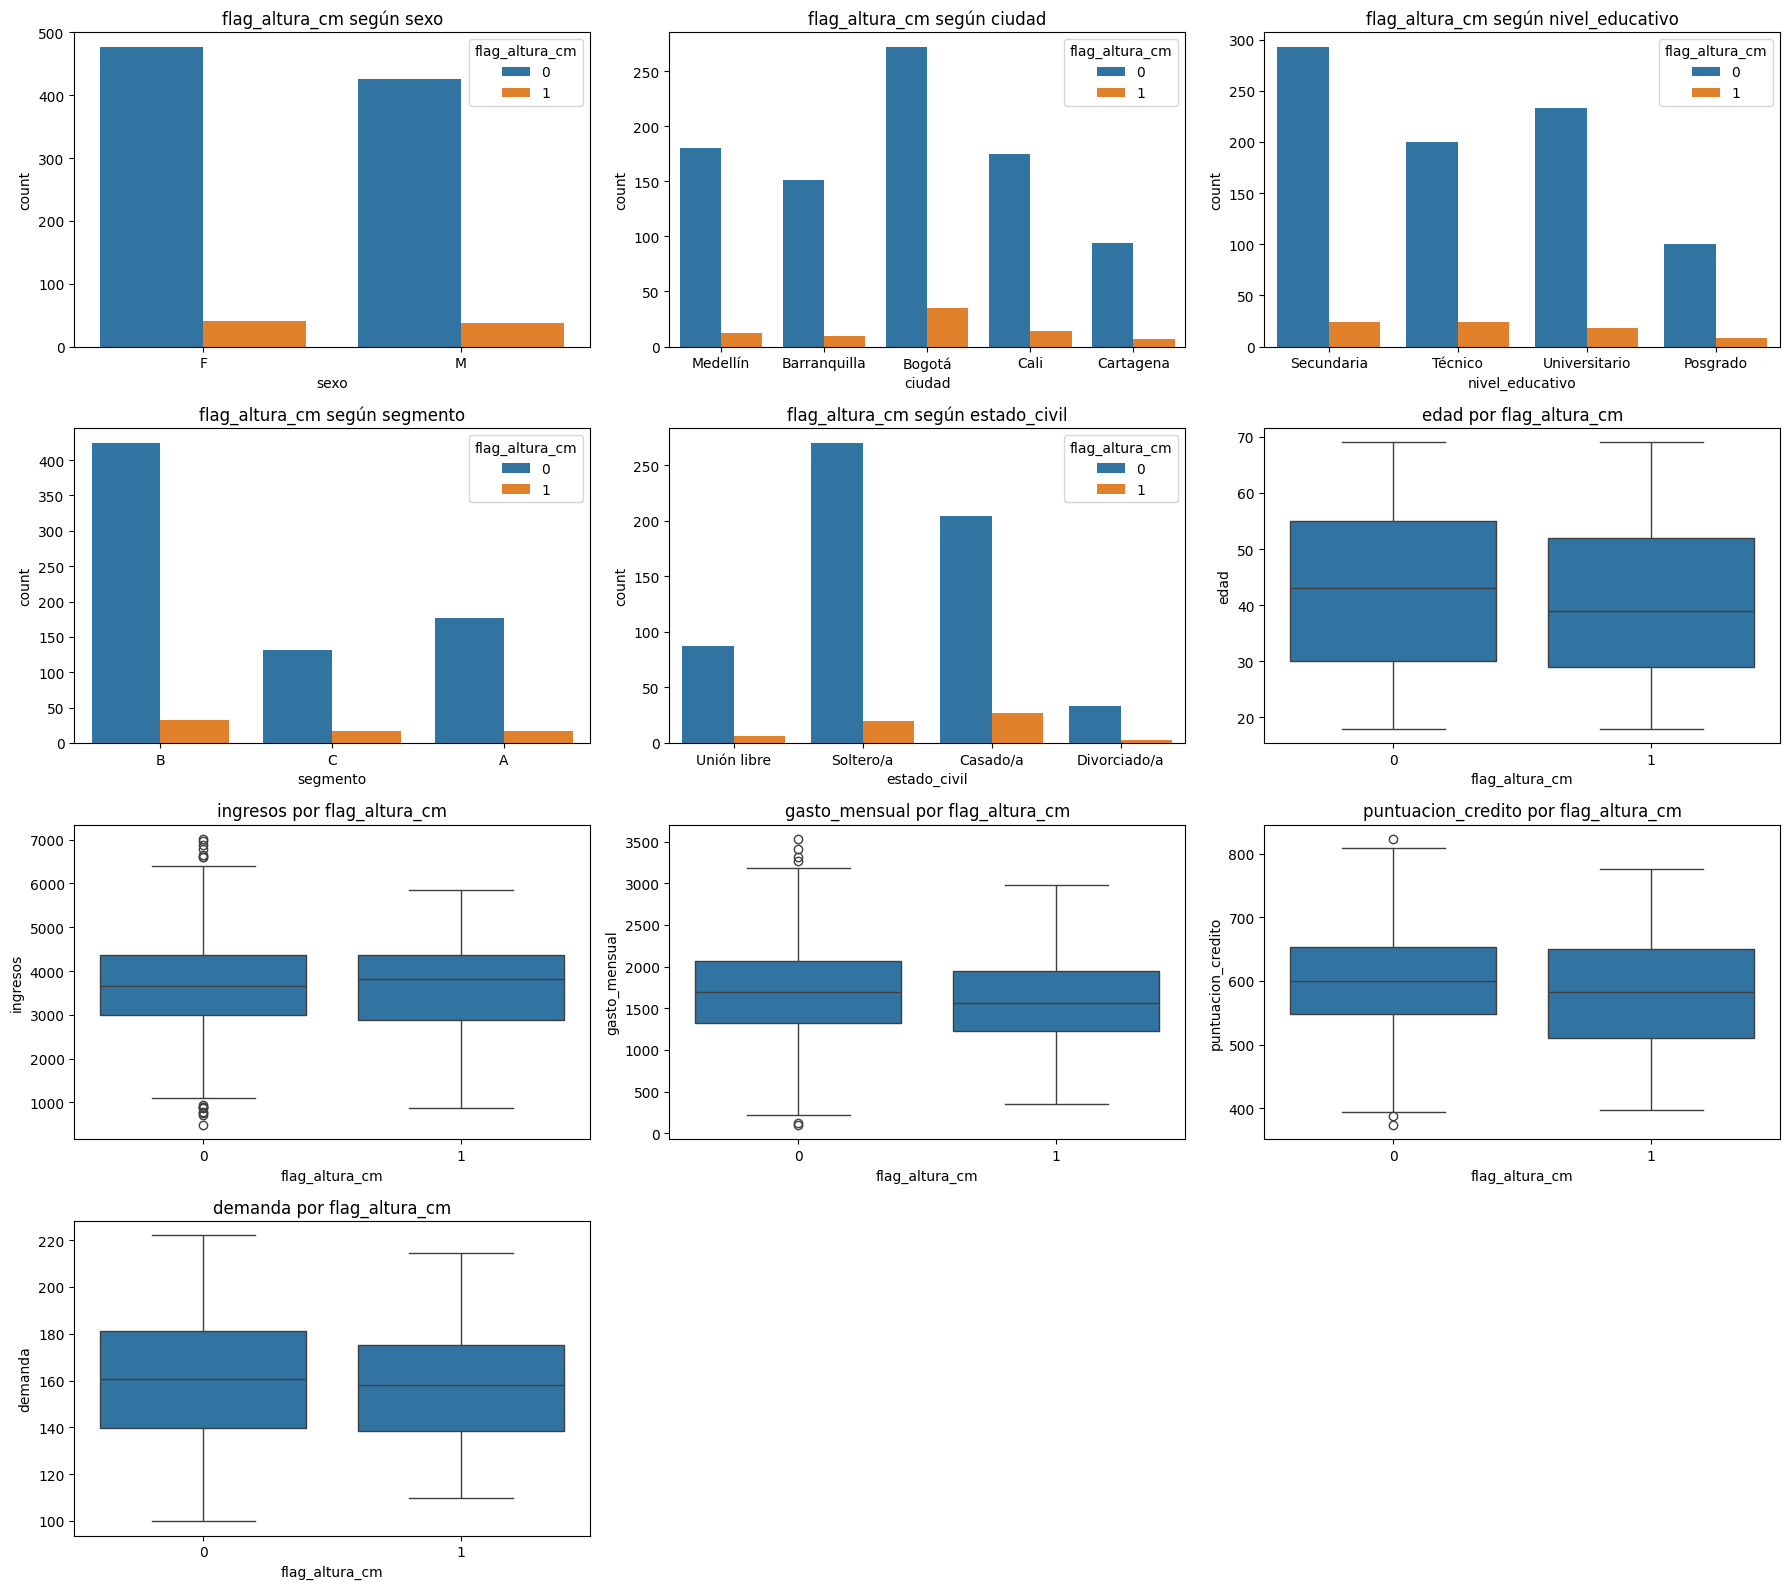 flag_altura_cm según sexo
500
400
300
200
100
0
count
flag_altura_cm
0
1
F
M
sexo
flag_altura_cm según ciudad
250
200
150
100
50
0
count
flag_altura_cm
0
1
Medellín
Barranquilla
Bogotá
Cali
Cartagena
ciudad
flag_altura_cm según nivel_educativo
300
250
200
150
100
50
0
count
flag_altura_cm
0
1
Secundaria
Técnico
Universitario
Posgrado
nivel_educativo
flag_altura_cm según segmento
400
350
300
250
200
150
100
50
0
count
flag_altura_cm
0
1
B
C
A
segmento
flag_altura_cm según estado_civil
250
200
150
100
50
0
count
flag_altura_cm
0
1
Unión libre
Soltero/a
Casado/a
Divorciado/a
estado_civil
edad por flag_altura_cm
70
60
50
40
30
20
edad
0
1
flag_altura_cm
ingresos por flag_altura_cm
7000
6000
5000
4000
3000
2000
1000
ingresos
0
1
flag_altura_cm
gasto_mensual por flag_altura_cm
3500
3000
2500
2000
1500
1000
500
0
gasto_mensual
0
1
flag_altura_cm
puntuacion_credito por flag_altura_cm
800
700
600
500
400
puntuacion_credito
0
1
flag_altura_cm
demanda por flag_altura_cm
220
200
180
160
140
120
100
demanda
0
1
flag_altura_cm